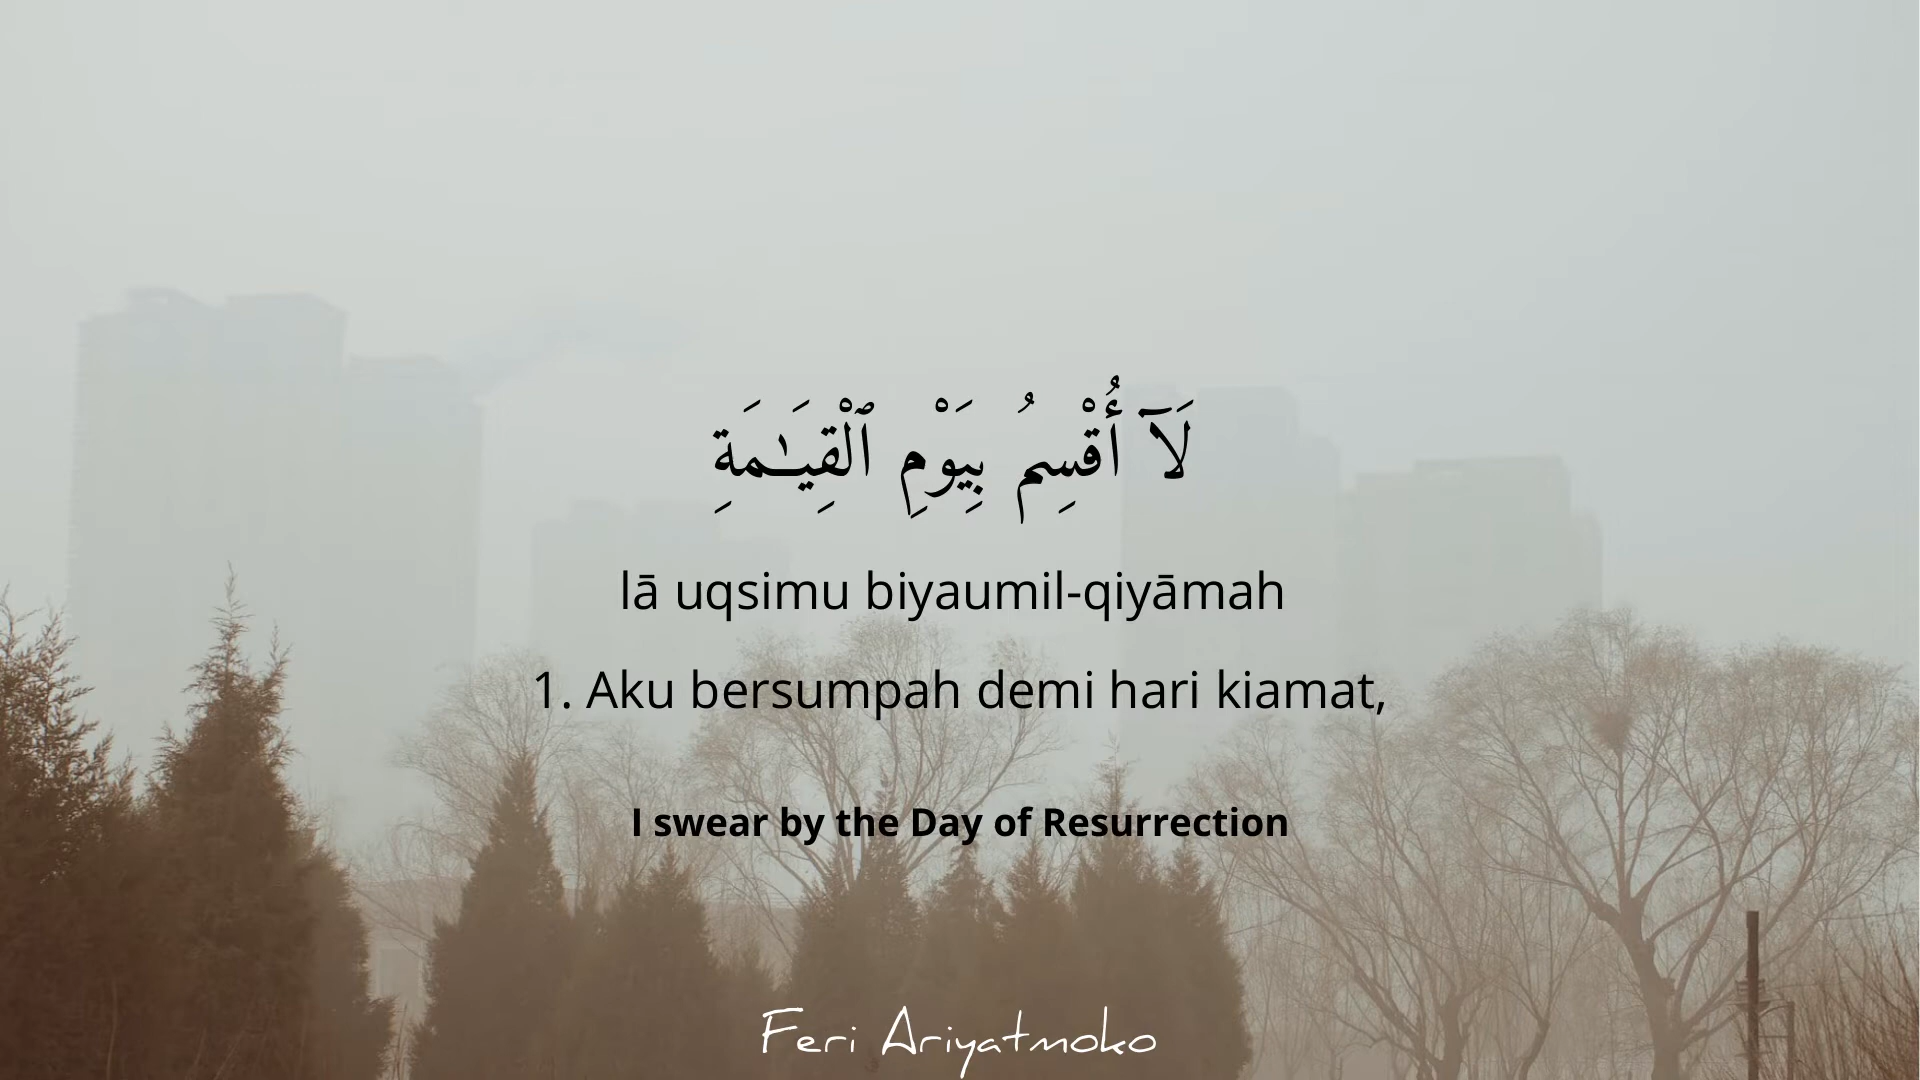 لَآ أُقْسِمُ بِيَوْمِ ٱلْقِيَـٰمَةِ
lā uqsimu biyaumil-qiyāmah
1. Aku bersumpah demi hari kiamat,
I swear by the Day of Resurrection
Feri Ariyatmoko